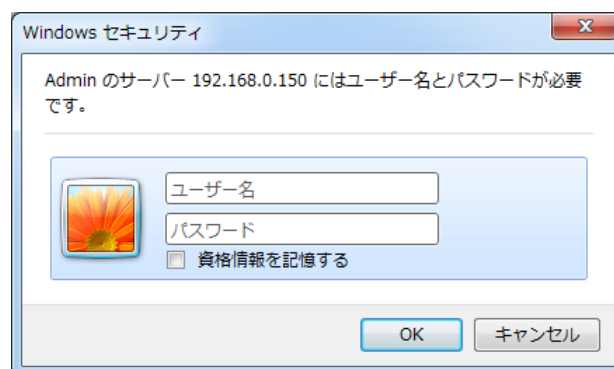 Windows セキュリティ
Admin のサーバー 192.168.0.150 にはユーザー名とパスワードが必要
です。
ユーザー名
パスワード
資格情報を記憶する
OK キャンセル